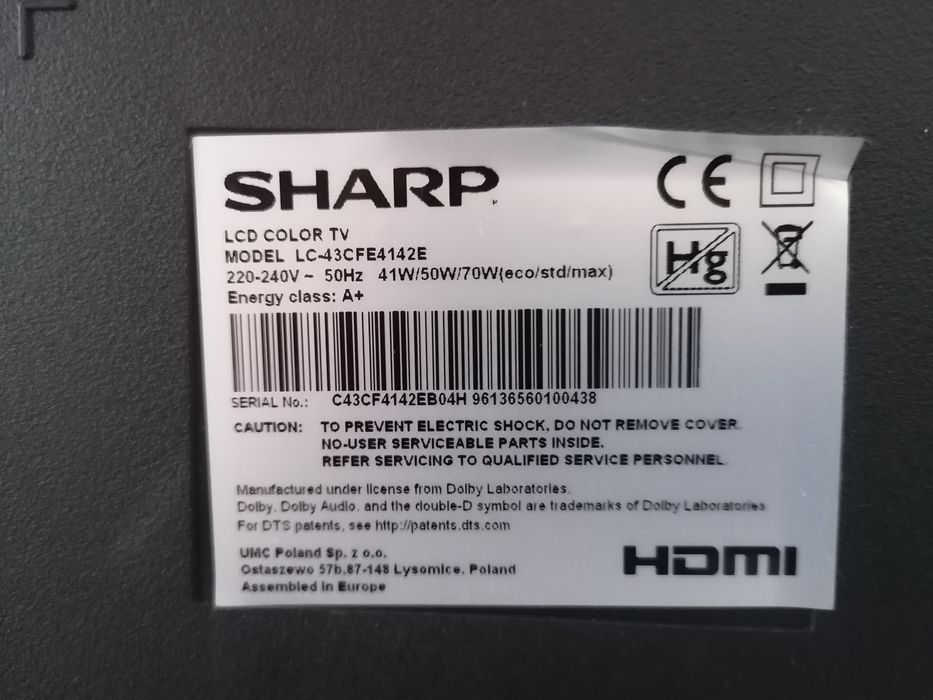 SHARP
LCD COLOR TV
MODEL LC-43CFE4142E
220-240V ~ 50Hz 41W/50W/70W(eco/std/max)
Energy class: A+
CE
Hg
SERIAL No.: C43CF4142EB04H 96136560100438
CAUTION: TO PREVENT ELECTRIC SHOCK, DO NOT REMOVE COVER.
NO-USER SERVICEABLE PARTS INSIDE.
REFER SERVICING TO QUALIFIED SERVICE PERSONNEL
Manufactured under license from Dolby Laboratories.
Dolby, Dolby Audio, and the double-D symbol are trademarks of Dolby Laboratories
For DTS patents, see http://patents.dts.com
UMC Poland Sp. z o.o.
Ostaszewo 57b,87-148 Lysomice, Poland
Assembled in Europe
HDMI